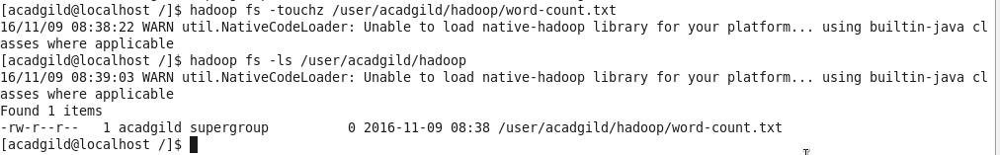 [acadgild@localhost /]$ hadoop fs -touchz /user/acadgild/hadoop/word-count.txt
16/11/09 08:38:22 WARN util.NativeCodeLoader: Unable to load native-hadoop library for your platform... using builtin-java cl
asses where applicable
[acadgild@localhost /]$ hadoop fs -ls /user/acadgild/hadoop
16/11/09 08:39:03 WARN util.NativeCodeLoader: Unable to load native-hadoop library for your platform... using builtin-java cl
asses where applicable
Found 1 items
-rw-r--r--   1 acadgild supergroup          0 2016-11-09 08:38 /user/acadgild/hadoop/word-count.txt
[acadgild@localhost /]$